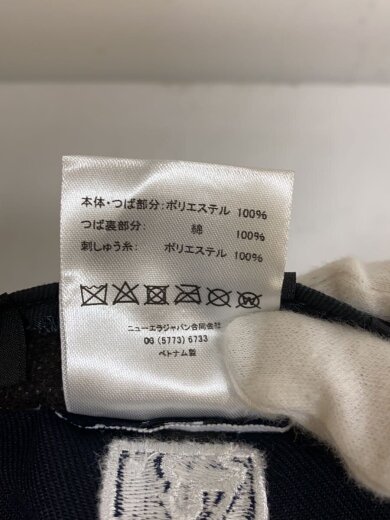 本体・つば部分：ポリエステル 100%
つば裏部分： 綿 100%
刺しゅう糸： ポリエステル 100%
ニューエラジャパン合同会社
OG (5773) 6733
ベトナム製